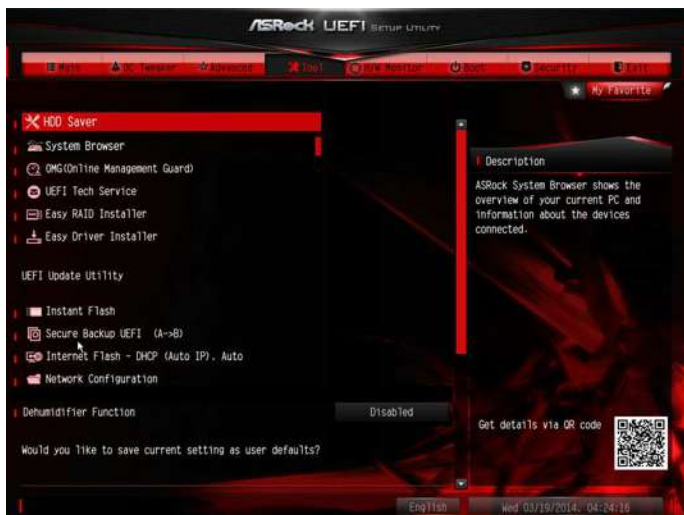 ASRock UEFI SETUP UTILITY
Main OC Tweaker Advanced Tool H/W Monitor Boot Security Exit
My Favorite
HDD Saver
System Browser
OMG(Online Management Guard)
UEFI Tech Service
Easy RAID Installer
Easy Driver Installer
UEFI Update Utility
Instant Flash
Secure Backup UEFI (A->B)
Internet Flash - DHCP (Auto IP), Auto
Network Configuration
Dehumidifier Function Disabled
Would you like to save current setting as user defaults?
Description
ASRock System Browser shows the
overview of your current PC and
information about the devices
connected.
Get details via QR code
English Wed 03/19/2014, 04:24:16